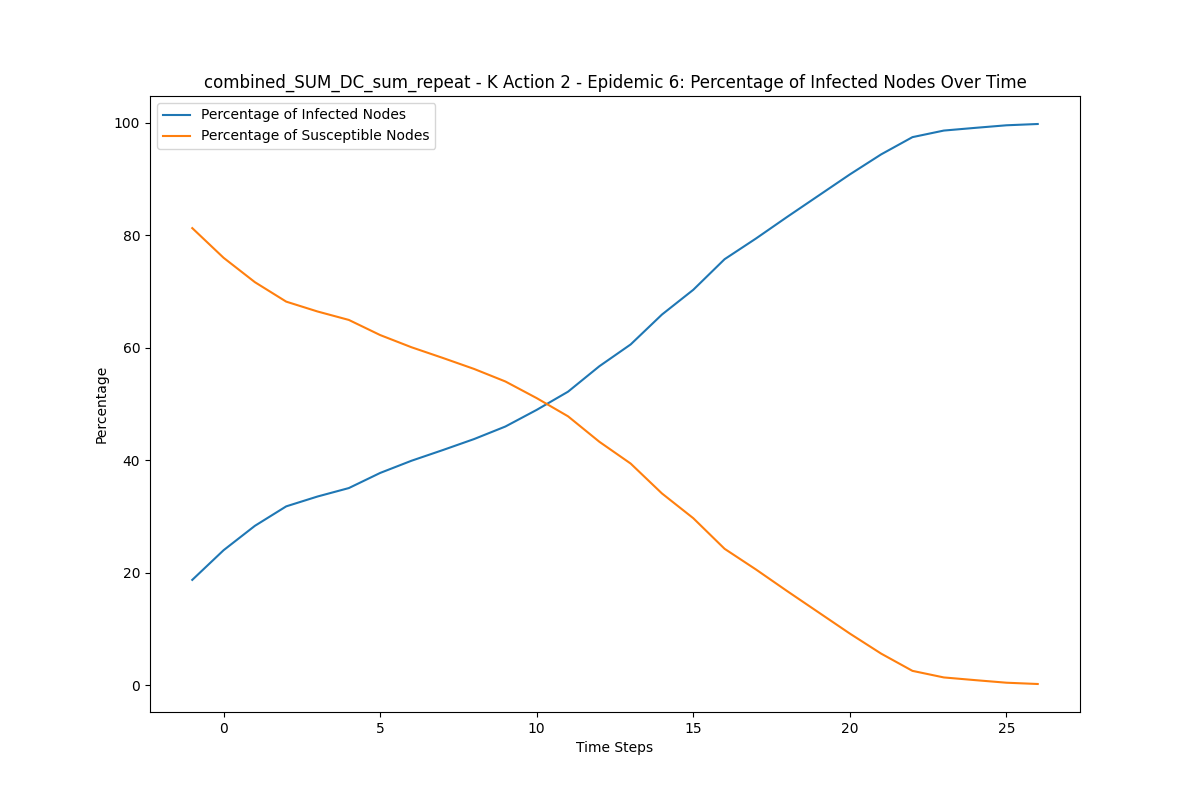 combined_SUM_DC_sum_repeat - K Action 2 - Epidemic 6: Percentage of Infected Nodes Over Time
Percentage of Infected Nodes
Percentage of Susceptible Nodes
100
80
60
40
20
0
Percentage
0 5 10 15 20 25
Time Steps